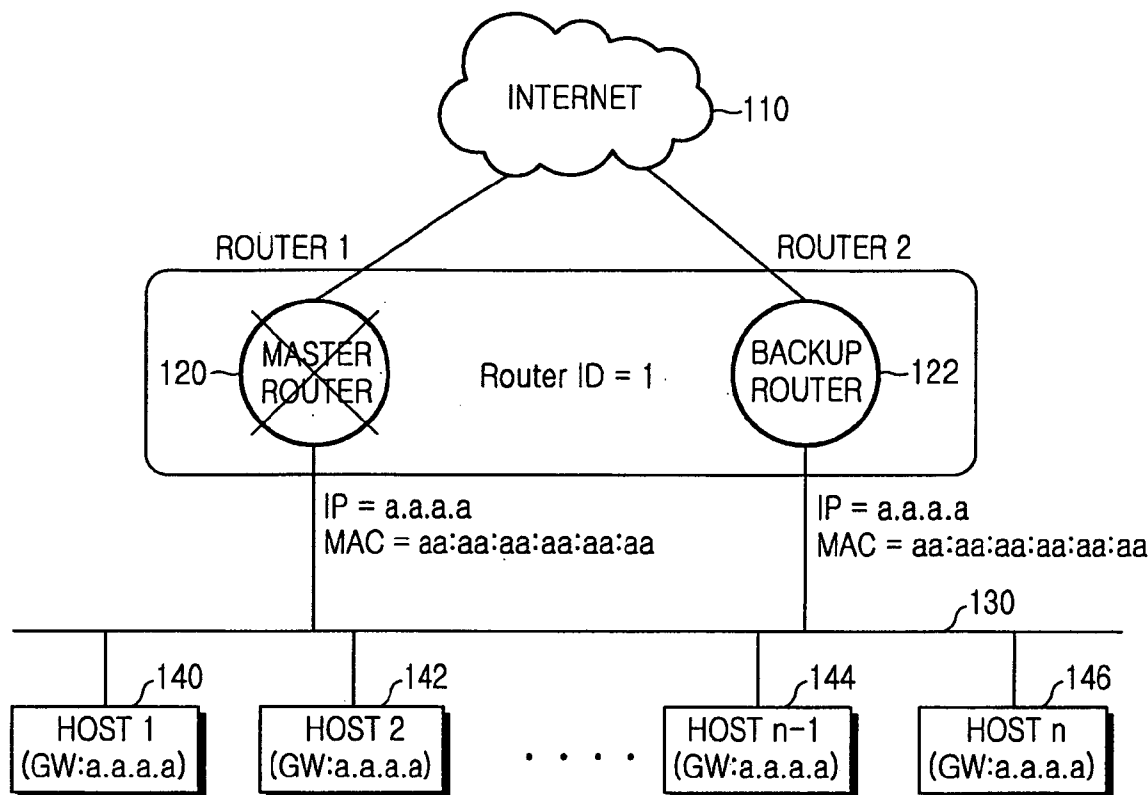 INTERNET
110
ROUTER 1
ROUTER 2
120
MASTER
ROUTER
Router ID = 1
BACKUP
ROUTER
122
IP = a.a.a.a
MAC = aa:aa:aa:aa:aa:aa
IP = a.a.a.a
MAC = aa:aa:aa:aa:aa:aa
130
140
142
144
146
HOST 1
(GW:a.a.a.a)
HOST 2
(GW:a.a.a.a)
. . . .
HOST n-1
(GW:a.a.a.a)
HOST n
(GW:a.a.a.a)